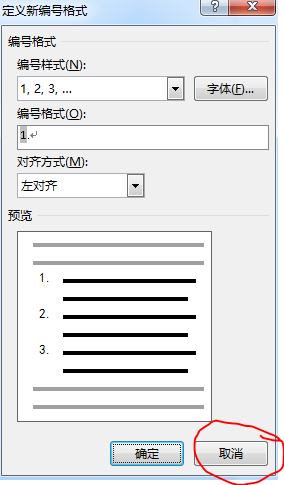 定义新编号格式
编号格式
编号样式(N):
1, 2, 3, ...
字体(F)...
编号格式(O):
1.↵
对齐方式(M):
左对齐
预览
1.
2.
3.
确定
取消